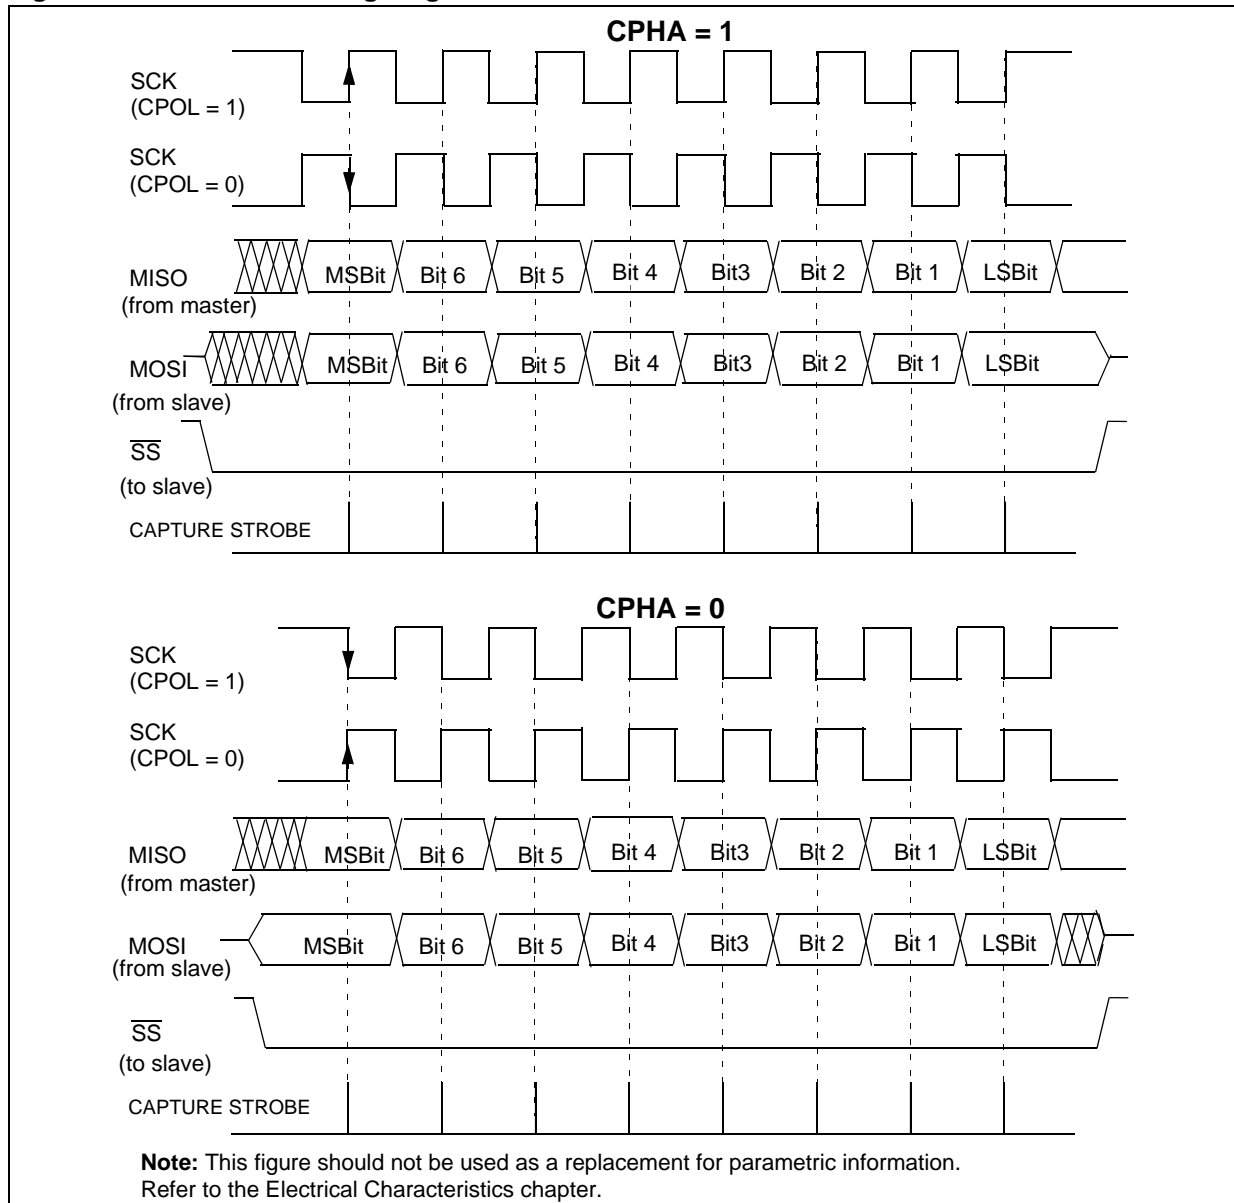 CPHA = 1
SCK
(CPOL = 1)
SCK
(CPOL = 0)
MISO
(from master)
MSBit Bit 6 Bit 5 Bit 4 Bit3 Bit 2 Bit 1 LSBit
MOSI
(from slave)
MSBit Bit 6 Bit 5 Bit 4 Bit3 Bit 2 Bit 1 LSBit
SS
(to slave)
CAPTURE STROBE
CPHA = 0
SCK
(CPOL = 1)
SCK
(CPOL = 0)
MISO
(from master)
MSBit Bit 6 Bit 5 Bit 4 Bit3 Bit 2 Bit 1 LSBit
MOSI
(from slave)
MSBit Bit 6 Bit 5 Bit 4 Bit3 Bit 2 Bit 1 LSBit
SS
(to slave)
CAPTURE STROBE
Note: This figure should not be used as a replacement for parametric information.
Refer to the Electrical Characteristics chapter.